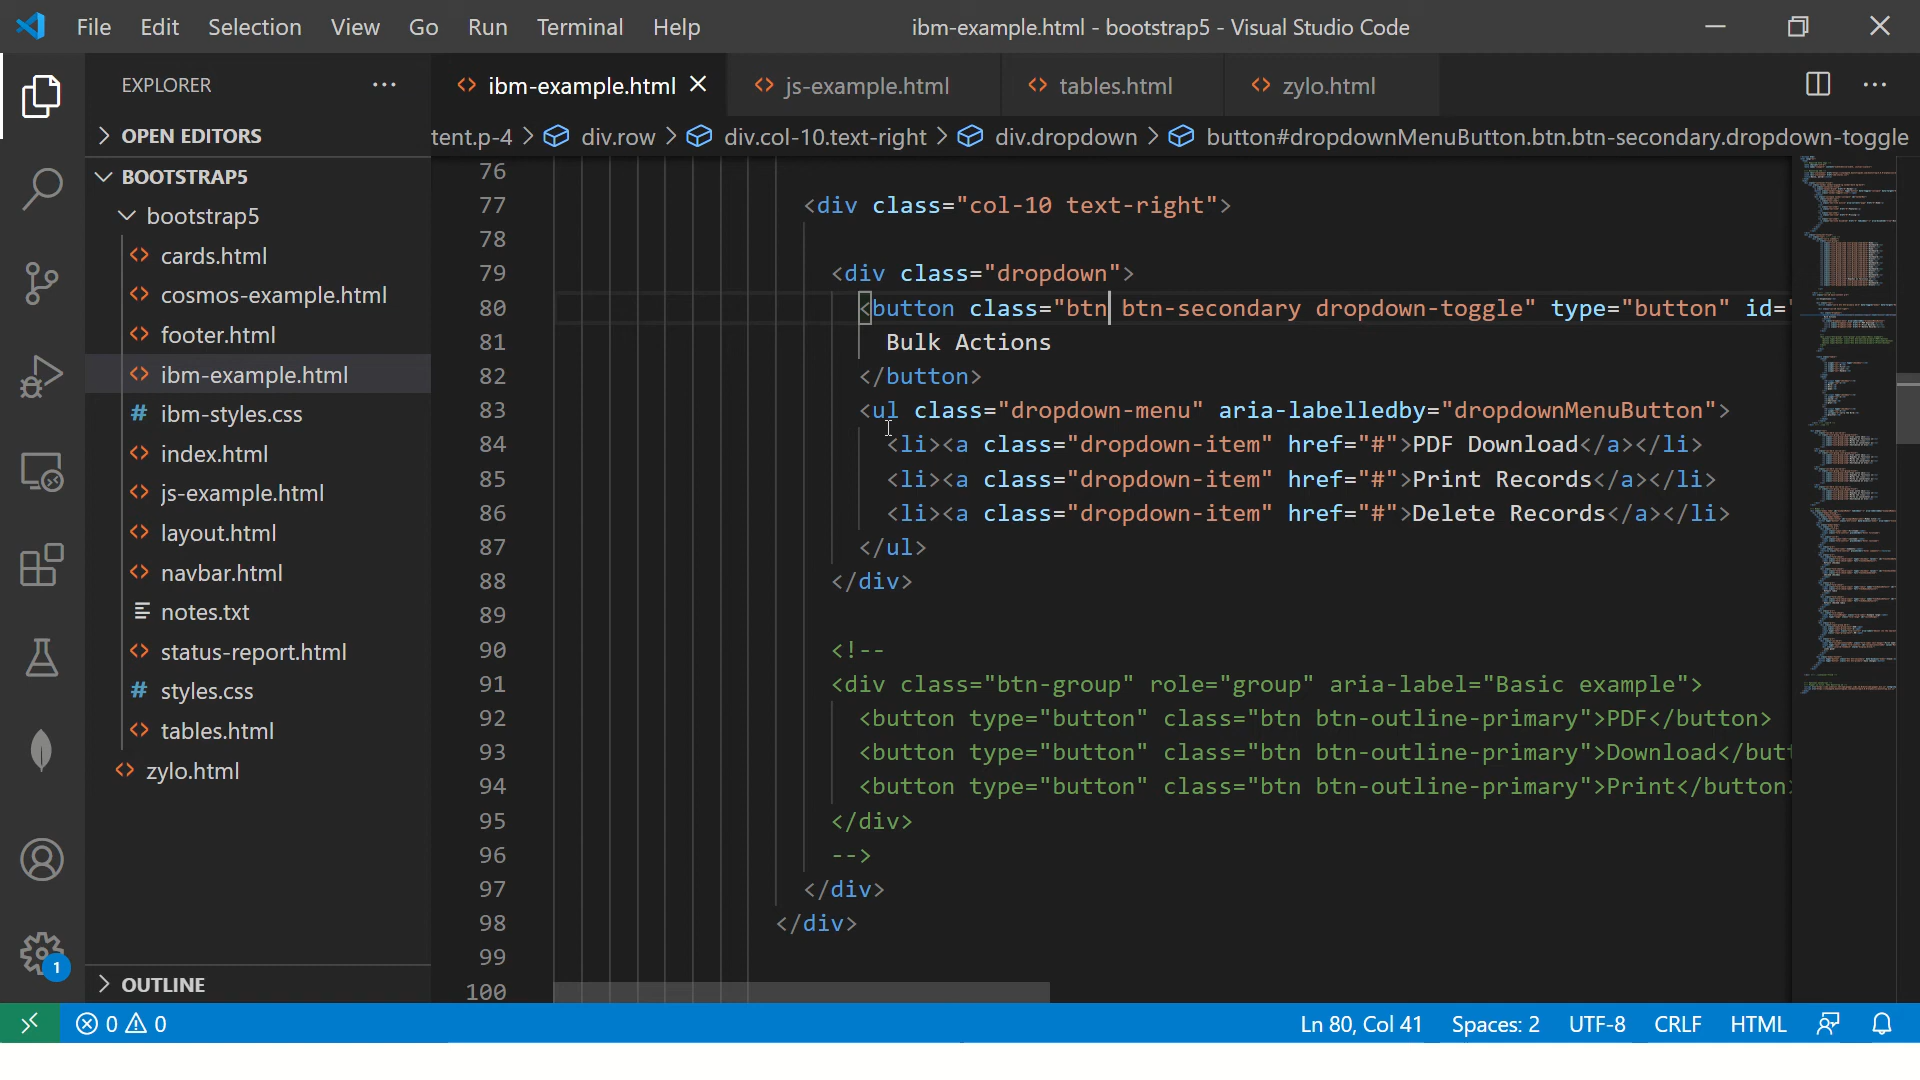 File Edit Selection View Go Run Terminal Help ibm-example.html - bootstrap5 - Visual Studio Code
EXPLORER
OPEN EDITORS
BOOTSTRAP5
bootstrap5
cards.html
cosmos-example.html
footer.html
ibm-example.html
# ibm-styles.css
index.html
js-example.html
layout.html
navbar.html
notes.txt
status-report.html
# styles.css
tables.html
zylo.html
OUTLINE
1
ibm-example.html js-example.html tables.html zylo.html
tent.p-4 > div.row > div.col-10.text-right > div.dropdown > button#dropdownMenuButton.btn.btn-secondary.dropdown-toggle
76
77 <div class="col-10 text-right">
78
79 <div class="dropdown">
80 <button class="btn btn-secondary dropdown-toggle" type="button" id="
81 Bulk Actions
82 </button>
83 <ul class="dropdown-menu" aria-labelledby="dropdownMenuButton">
84 <li><a class="dropdown-item" href="#">PDF Download</a></li>
85 <li><a class="dropdown-item" href="#">Print Records</a></li>
86 <li><a class="dropdown-item" href="#">Delete Records</a></li>
87 </ul>
88 </div>
89
90 <!--
91 <div class="btn-group" role="group" aria-label="Basic example">
92 <button type="button" class="btn btn-outline-primary">PDF</button>
93 <button type="button" class="btn btn-outline-primary">Download</butt
94 <button type="button" class="btn btn-outline-primary">Print</button>
95 </div>
96 -->
97 </div>
98 </div>
99
100
0 0 Ln 80, Col 41 Spaces: 2 UTF-8 CRLF HTML